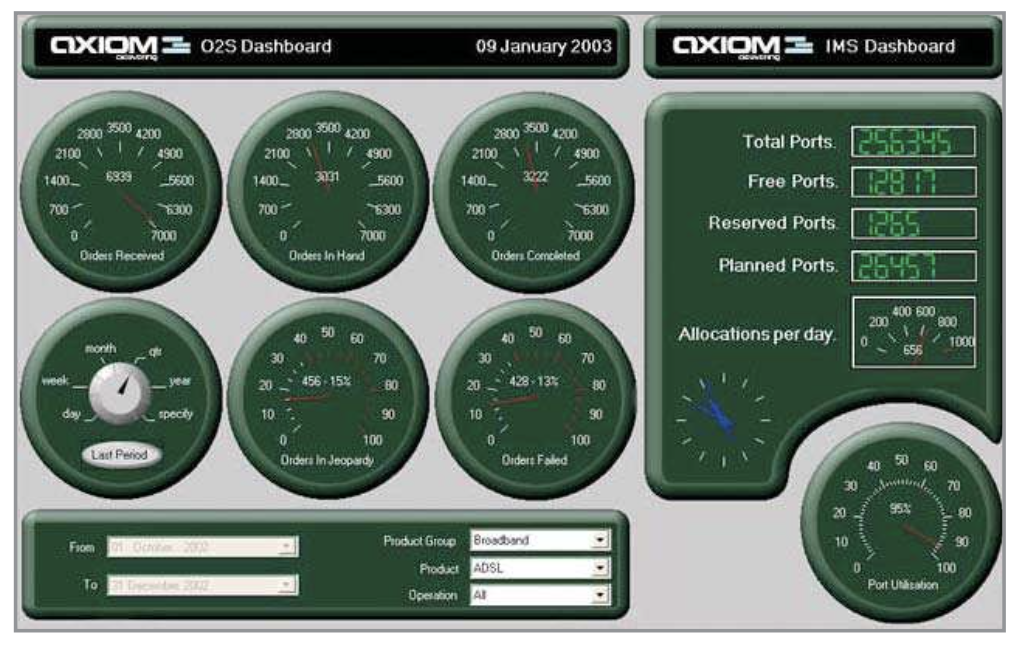 AXIOM delivering O2S Dashboard 09 January 2003
AXIOM delivering IMS Dashboard
0 700 1400 2100 2800 3500 4200 4900 5600 6300 7000
6939
Orders Received
0 700 1400 2100 2800 3500 4200 4900 5600 6300 7000
3031
Orders In Hand
0 700 1400 2100 2800 3500 4200 4900 5600 6300 7000
3222
Orders Completed
day week month qtr year specify
Last Period
0 10 20 30 40 50 60 70 80 90 100
456 - 15%
Orders In Jeopardy
0 10 20 30 40 50 60 70 80 90 100
428 - 13%
Orders Failed
From 01 October 2002
To 31 December 2002
Product Group Broadband
Product ADSL
Operation All
Total Ports. 256345
Free Ports. 12817
Reserved Ports. 1265
Planned Ports. 26457
Allocations per day. 0 200 400 600 800 1000
656
0 10 20 30 40 50 60 70 80 90 100
95%
Port Utilisation